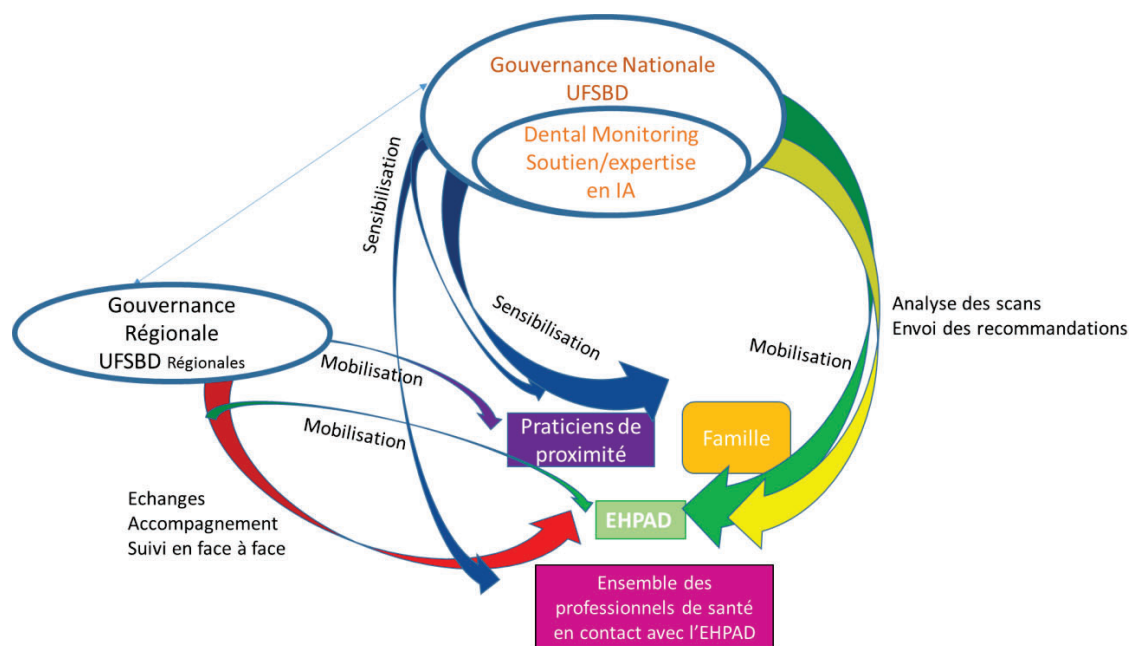 Gouvernance Nationale
UFSBD
Dental Monitoring
Soutien/expertise
en IA
Sensibilisation
Gouvernance
Régionale
UFSBD Régionales
Sensibilisation
Analyse des scans
Envoi des recommandations
Mobilisation
Mobilisation
Mobilisation
Praticiens de
proximité
Famille
Echanges
Accompagnement
Suivi en face à face
EHPAD
Ensemble des
professionnels de santé
en contact avec l'EHPAD